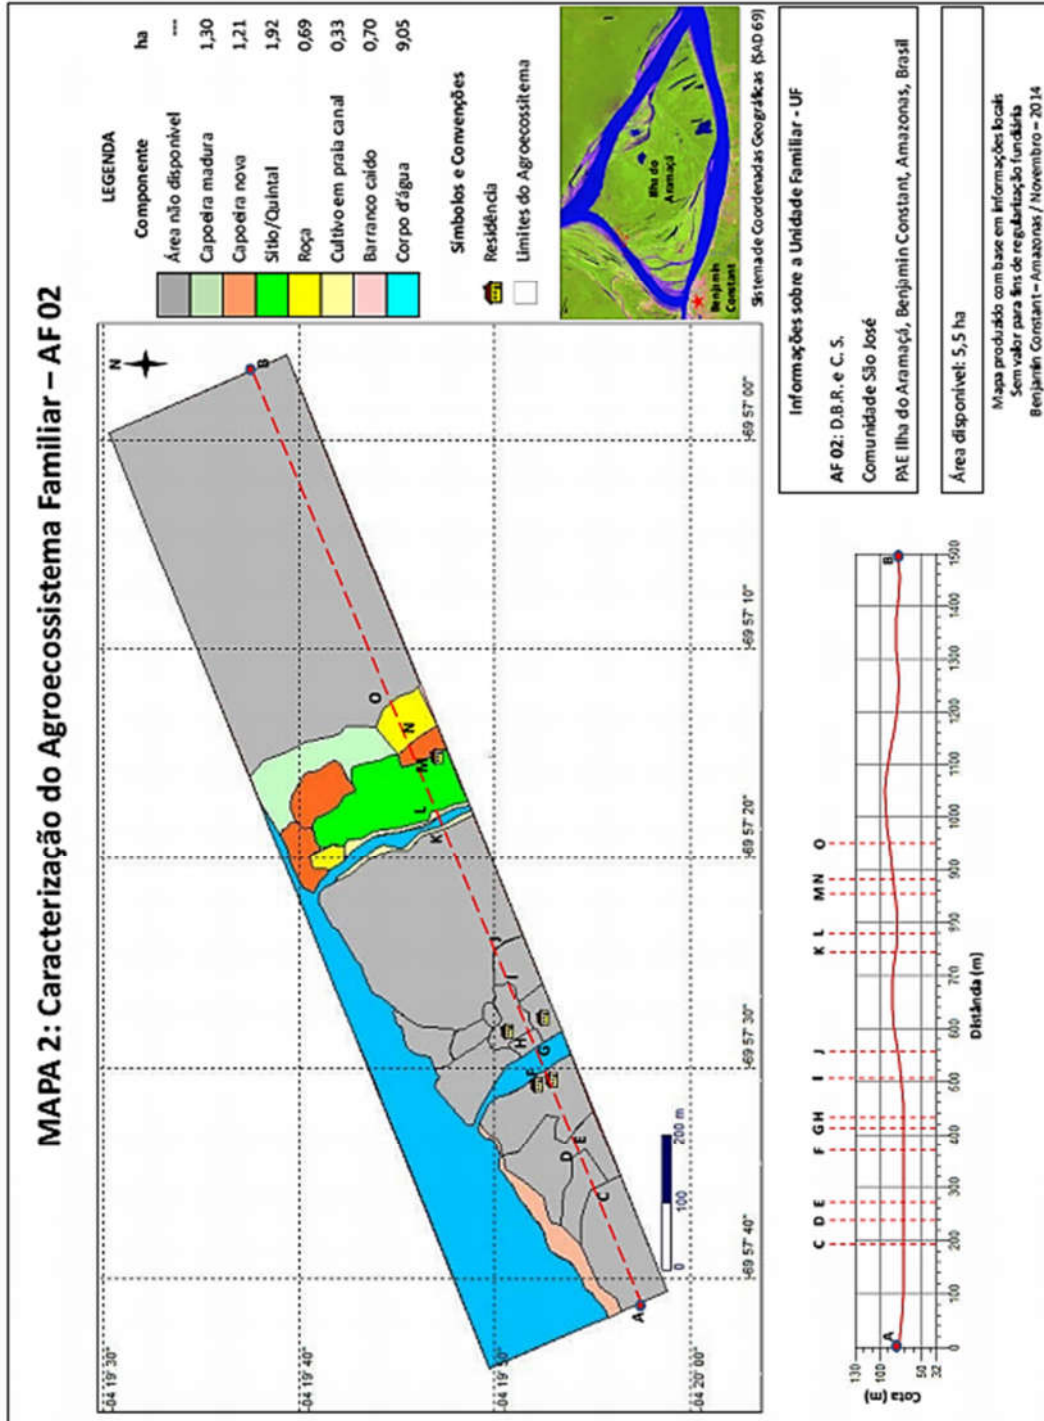 MAPA 2: Caracterização do Agroecossistema Familiar – AF 02
LEGENDA
Componente ha
Área não disponível ---
Capoeira madura 1,30
Capoeira nova 1,21
Sítio/Quintal 1,92
Roça 0,69
Cultivo em praia canal 0,33
Barranco caído 0,70
Corpo d'água 9,05
Símbolos e Convenções
Residência
Limites do Agroecossitema
Ilha do
Aramaçá
Benjamin
Constant
Sistema de Coordenadas Geográficas (SAD 69)
N
-04 19' 30"
-04 19' 40"
-04 19' 50"
-04 20' 00"
-69 57' 40"
-69 57' 30"
-69 57' 20"
-69 57' 10"
-69 57' 00"
A
C
D
E
F
G
H
I
J
K
L
M
N
O
B
0 100 200 m
Informações sobre a Unidade Familiar - UF
AF 02: D.B.R. e C. S.
Comunidade São José
PAE Ilha do Aramaçá, Benjamin Constant, Amazonas, Brasil
Área disponível: 5,5 ha
Mapa produzido com base em informações locais
Sem valor para fins de regularização fundiária
Benjamin Constant – Amazonas / Novembro – 2014
C D E F G H I J K L M N O
A B
Cota (m)
130
100
50
32
0 100 200 300 400 500 600 700 800 900 1000 1100 1200 1300 1400 1500
Distância (m)